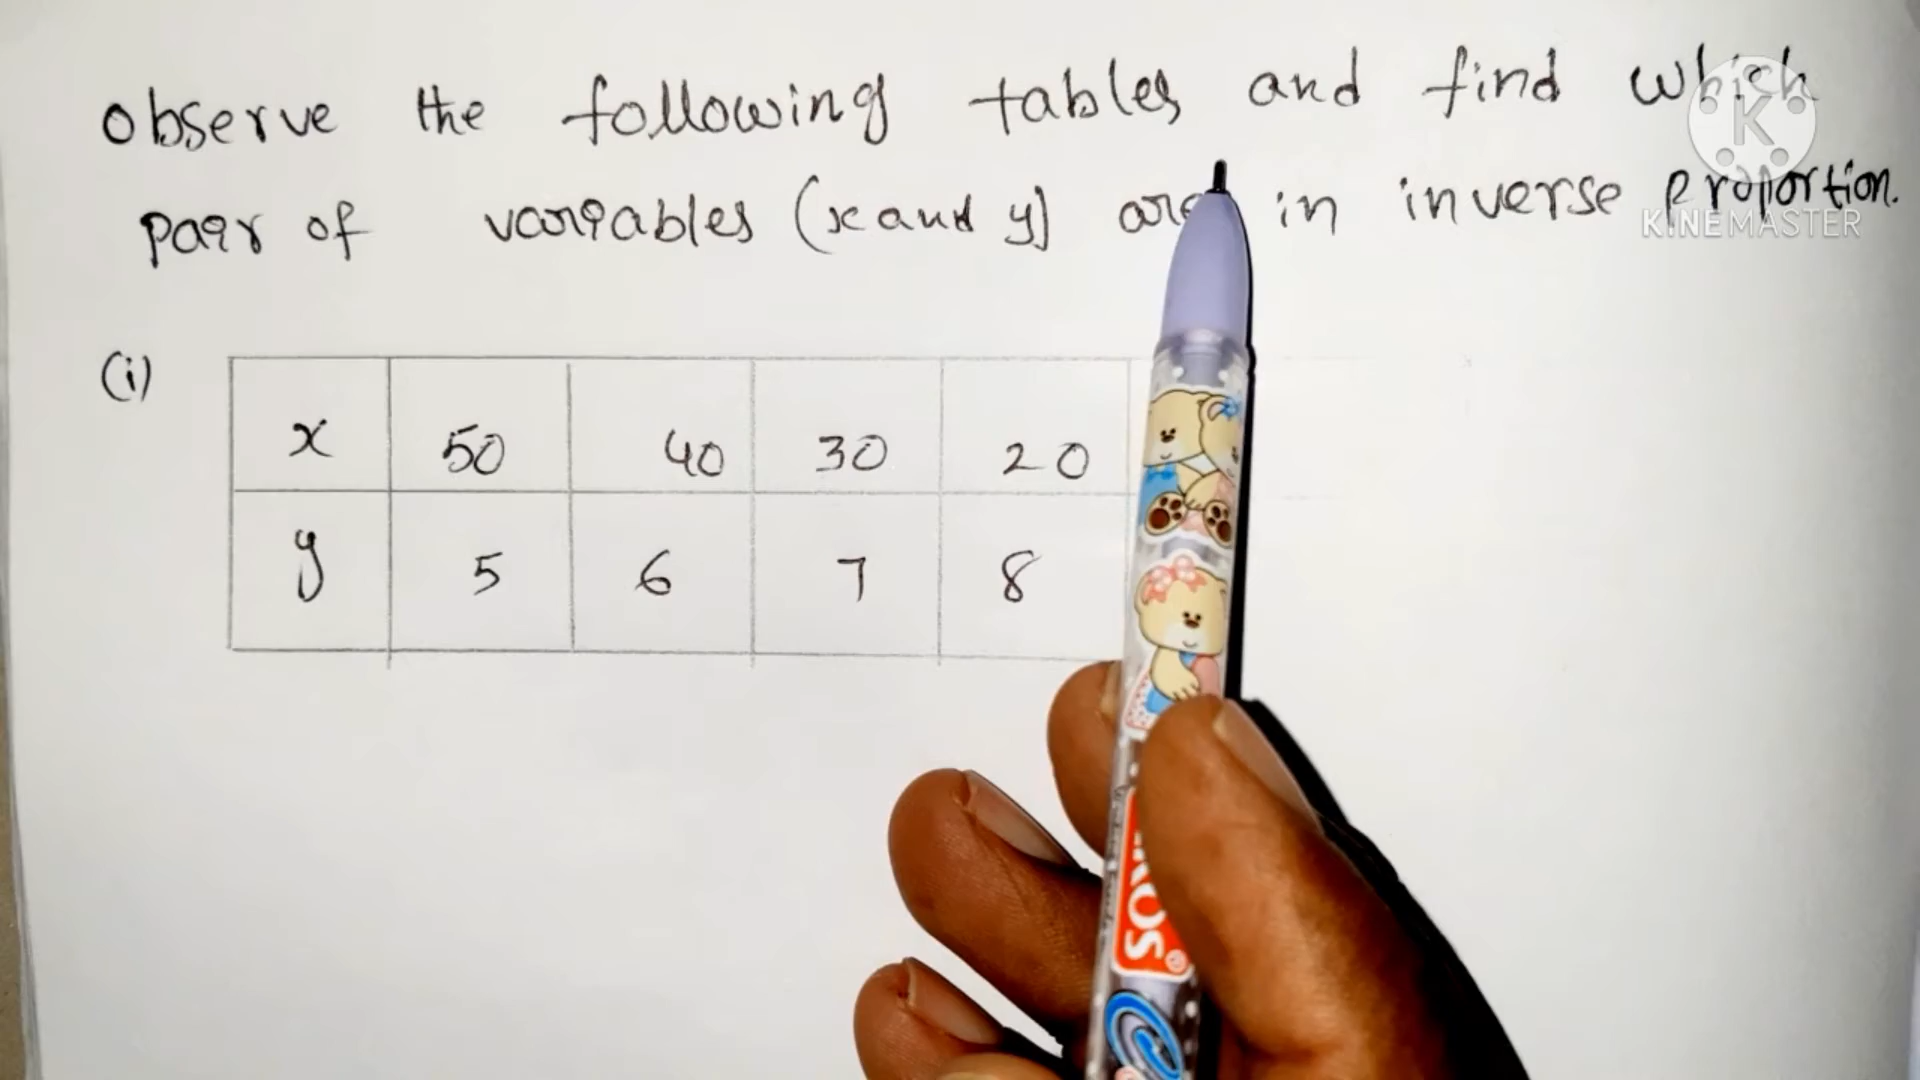 observe the following tables and find which
pair of variables (x and y) are in inverse proportion.
KINEMASTER
(i)
x 50 40 30 20
y 5 6 7 8